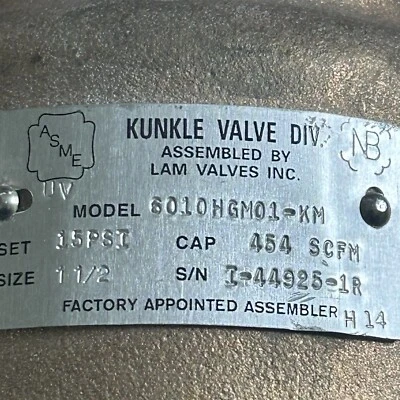 ASME
KUNKLE VALVE DIV.
NB
ASSEMBLED BY
LAM VALVES INC.
UV
MODEL 6010HGM01-KM
SET 15PSI CAP 454 SCFM
SIZE 1 1/2 S/N I-44925-1R
FACTORY APPOINTED ASSEMBLER H 14